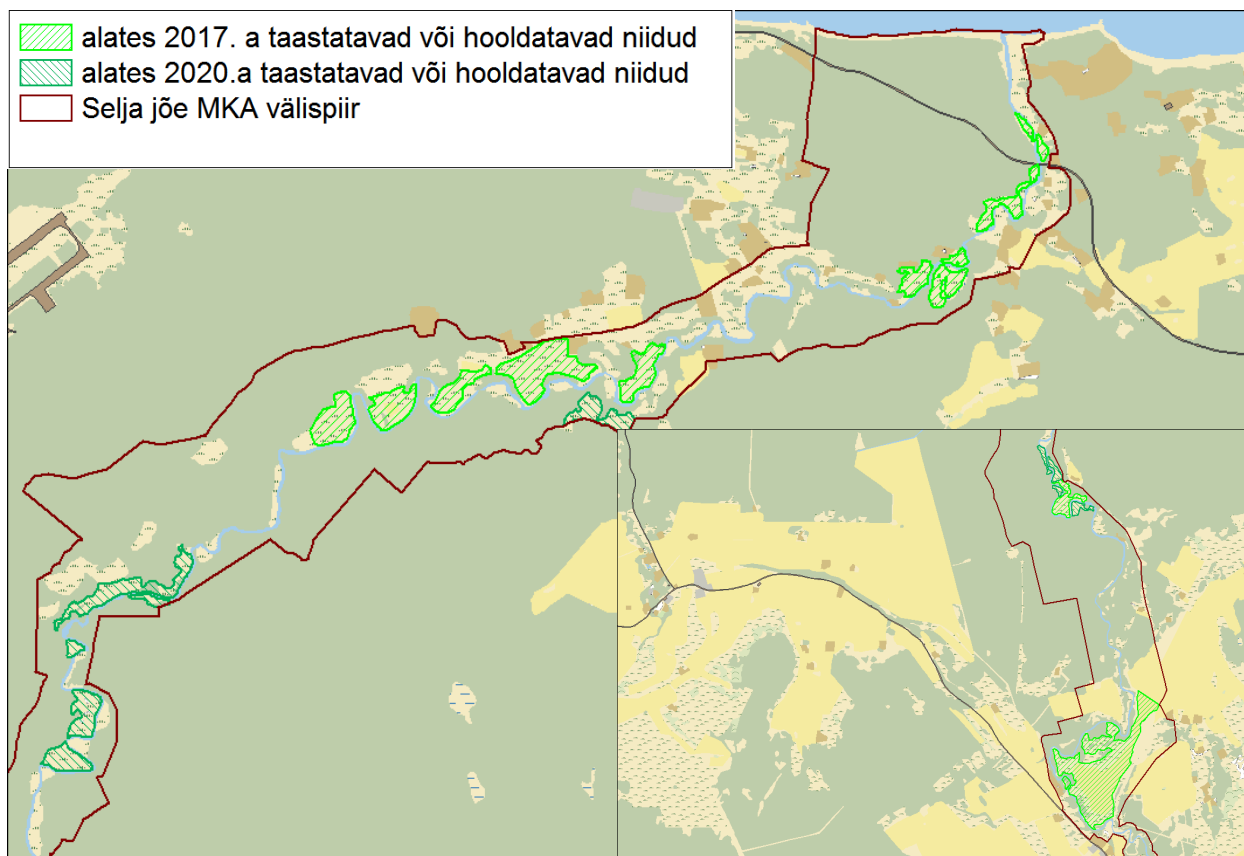 alates 2017. a taastatavad või hooldatavad niidud
alates 2020.a taastatavad või hooldatavad niidud
Selja jõe MKA välispiir